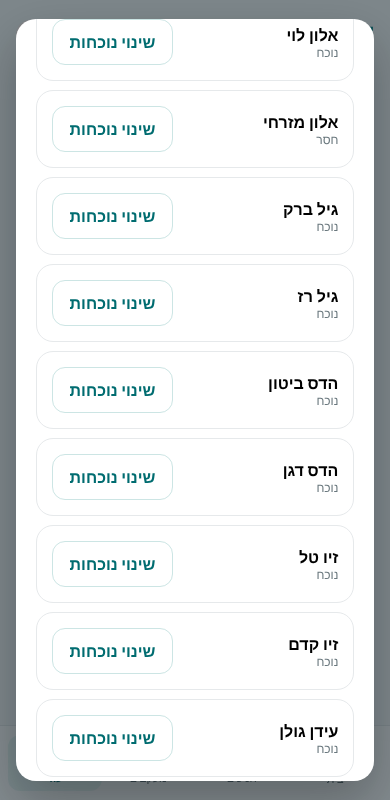 אלון לוי
נוכח
שינוי נוכחות
אלון מזרחי
חסר
שינוי נוכחות
גיל ברק
נוכח
שינוי נוכחות
גיל רז
נוכח
שינוי נוכחות
הדס ביטון
נוכח
שינוי נוכחות
הדס דגן
נוכח
שינוי נוכחות
זיו טל
נוכח
שינוי נוכחות
זיו קדם
נוכח
שינוי נוכחות
עידן גולן
נוכח
שינוי נוכחות